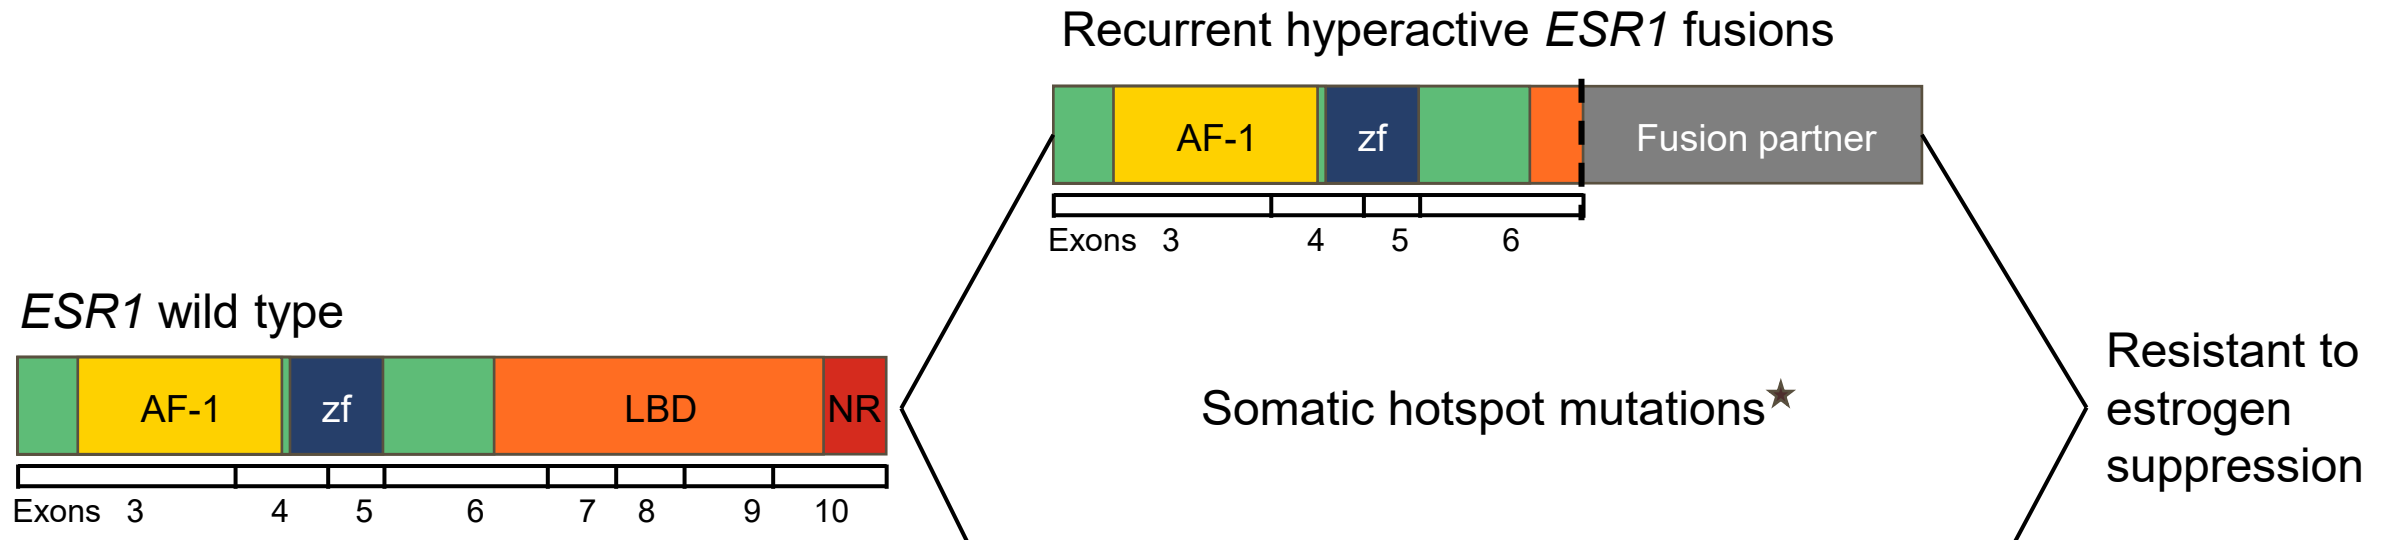 Recurrent hyperactive ESR1 fusions
AF-1 zf Fusion partner
Exons 3 4 5 6
ESR1 wild type
AF-1 zf LBD NR
Exons 3 4 5 6 7 8 9 10
Somatic hotspot mutations
Resistant to
estrogen
suppression